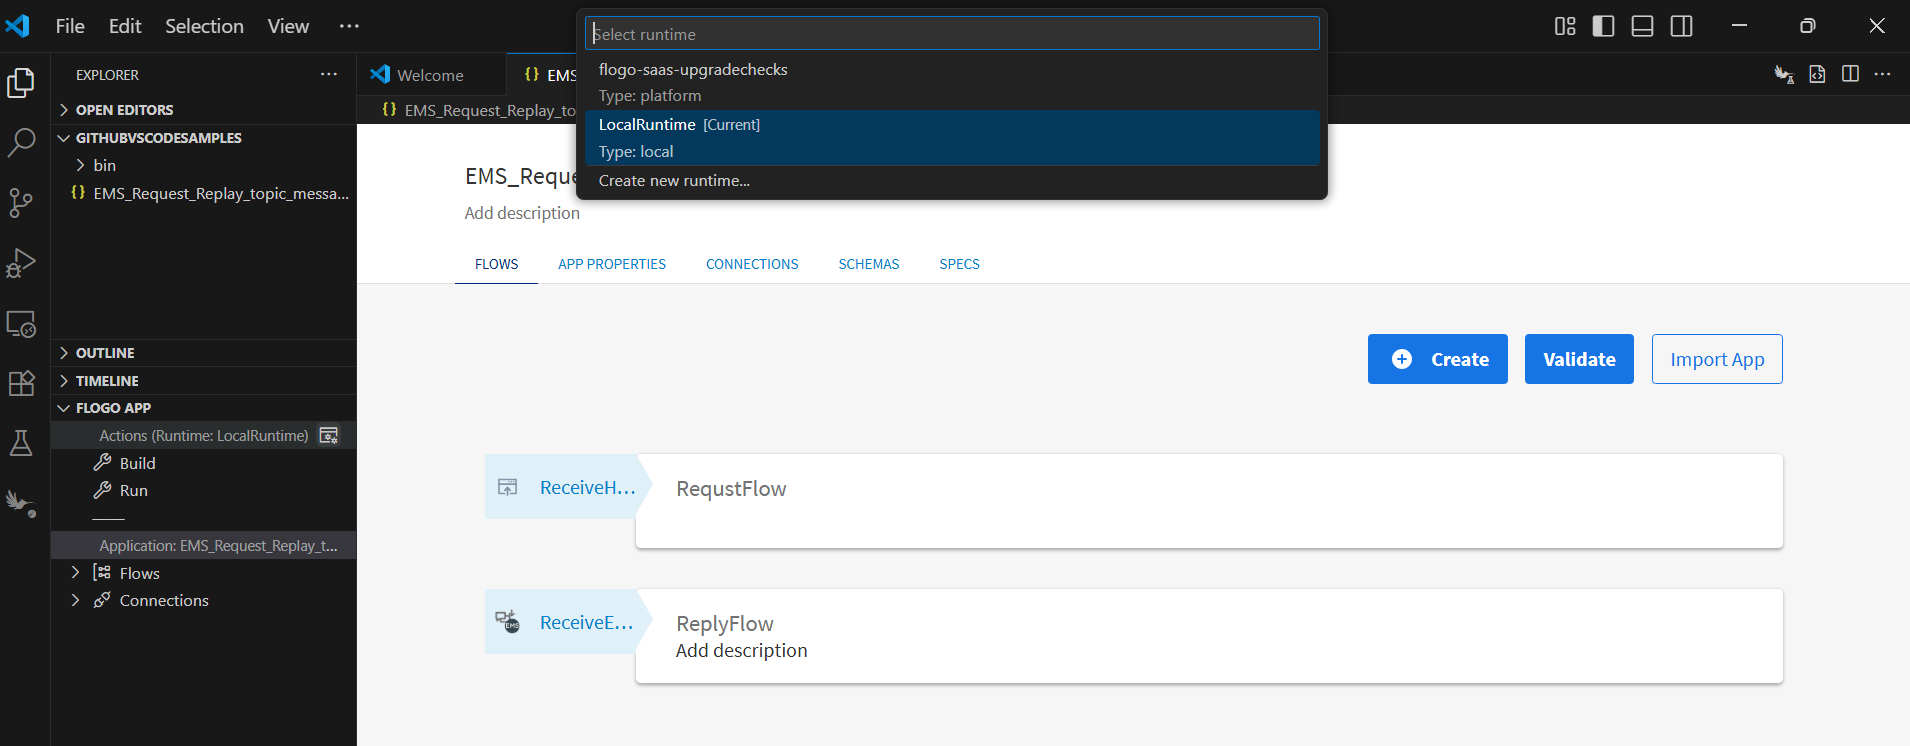 File Edit Selection View ···
Select runtime
flogo-saas-upgradechecks
Type: platform
LocalRuntime [Current]
Type: local
Create new runtime...
EXPLORER ···
OPEN EDITORS
GITHUBVSCODESAMPLES
bin
{} EMS_Request_Replay_topic_messa...
OUTLINE
TIMELINE
FLOGO APP
Actions (Runtime: LocalRuntime)
Build
Run
Application: EMS_Request_Replay_t...
Flows
Connections
Welcome {} EMS
{} EMS_Request_Replay_to
EMS_Reque
Add description
FLOWS APP PROPERTIES CONNECTIONS SCHEMAS SPECS
Create Validate Import App
ReceiveH... RequstFlow
EMS ReceiveE... ReplyFlow
Add description